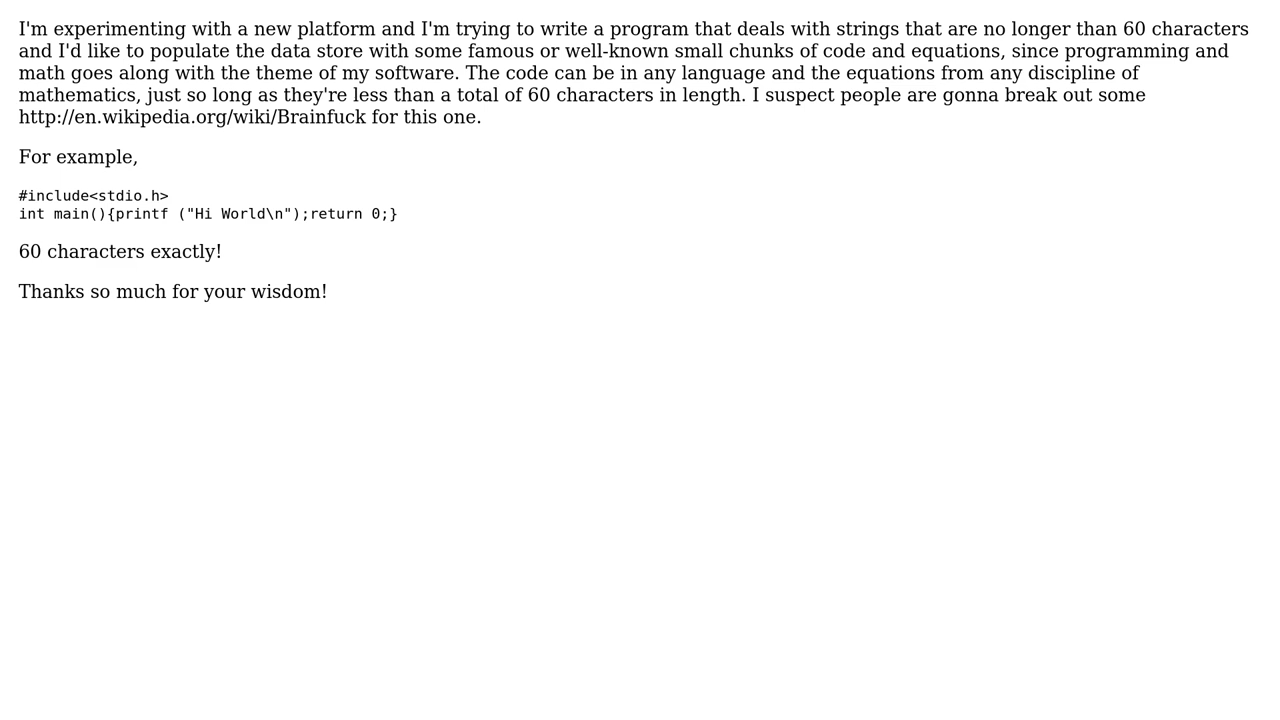 I'm experimenting with a new platform and I'm trying to write a program that deals with strings that are no longer than 60 characters
and I'd like to populate the data store with some famous or well-known small chunks of code and equations, since programming and
math goes along with the theme of my software. The code can be in any language and the equations from any discipline of
mathematics, just so long as they're less than a total of 60 characters in length. I suspect people are gonna break out some
http://en.wikipedia.org/wiki/Brainfuck for this one.
For example,
#include<stdio.h>
int main(){printf ("Hi World\n");return 0;}
60 characters exactly!
Thanks so much for your wisdom!